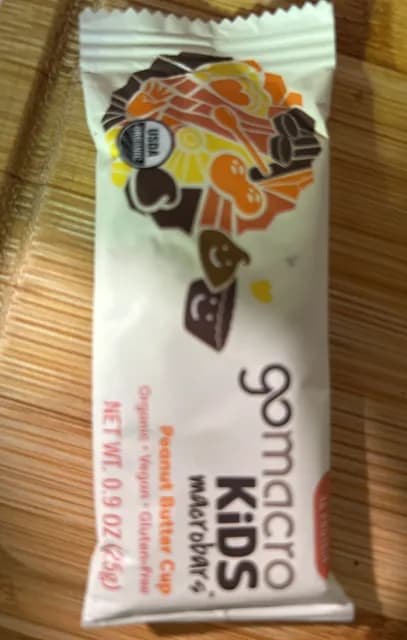 gomacro
KiDS
macrobars
Peanut Butter Cup
Organic • Vegan • Gluten-Free
NET WT. 0.9 OZ (25g)
USDA
ORGANIC